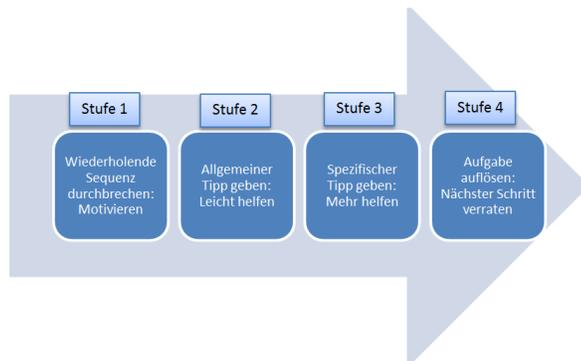 Stufe 1
Wiederholende
Sequenz
durchbrechen:
Motivieren
Stufe 2
Allgemeiner
Tipp geben:
Leicht helfen
Stufe 3
Spezifischer
Tipp geben:
Mehr helfen
Stufe 4
Aufgabe
auflösen:
Nächster Schritt
verraten